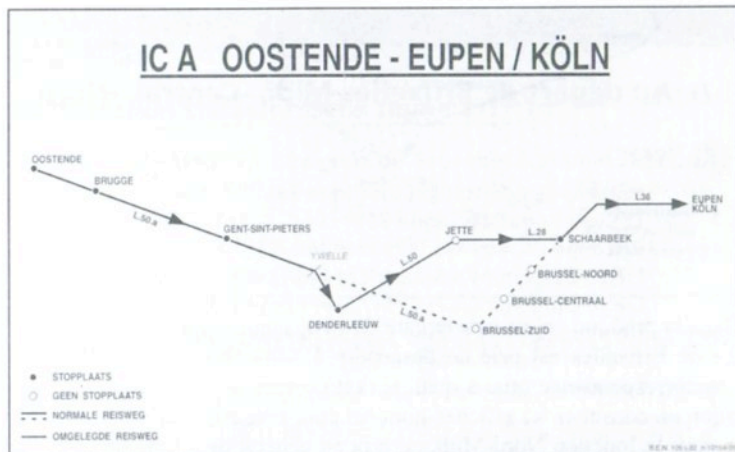 IC A OOSTENDE - EUPEN / KÖLN
OOSTENDE
BRUGGE
L.50.A
GENT-SINT-PIETERS
Y.WELLE
DENDERLEEUW
L.50
L.50.A
JETTE
L.28
SCHAARBEEK
L.36
EUPEN
KÖLN
BRUSSEL-NOORD
BRUSSEL-CENTRAAL
BRUSSEL-ZUID
STOPPLAATS
GEEN STOPPLAATS
NORMALE REISWEG
OMGELEGDE REISWEG